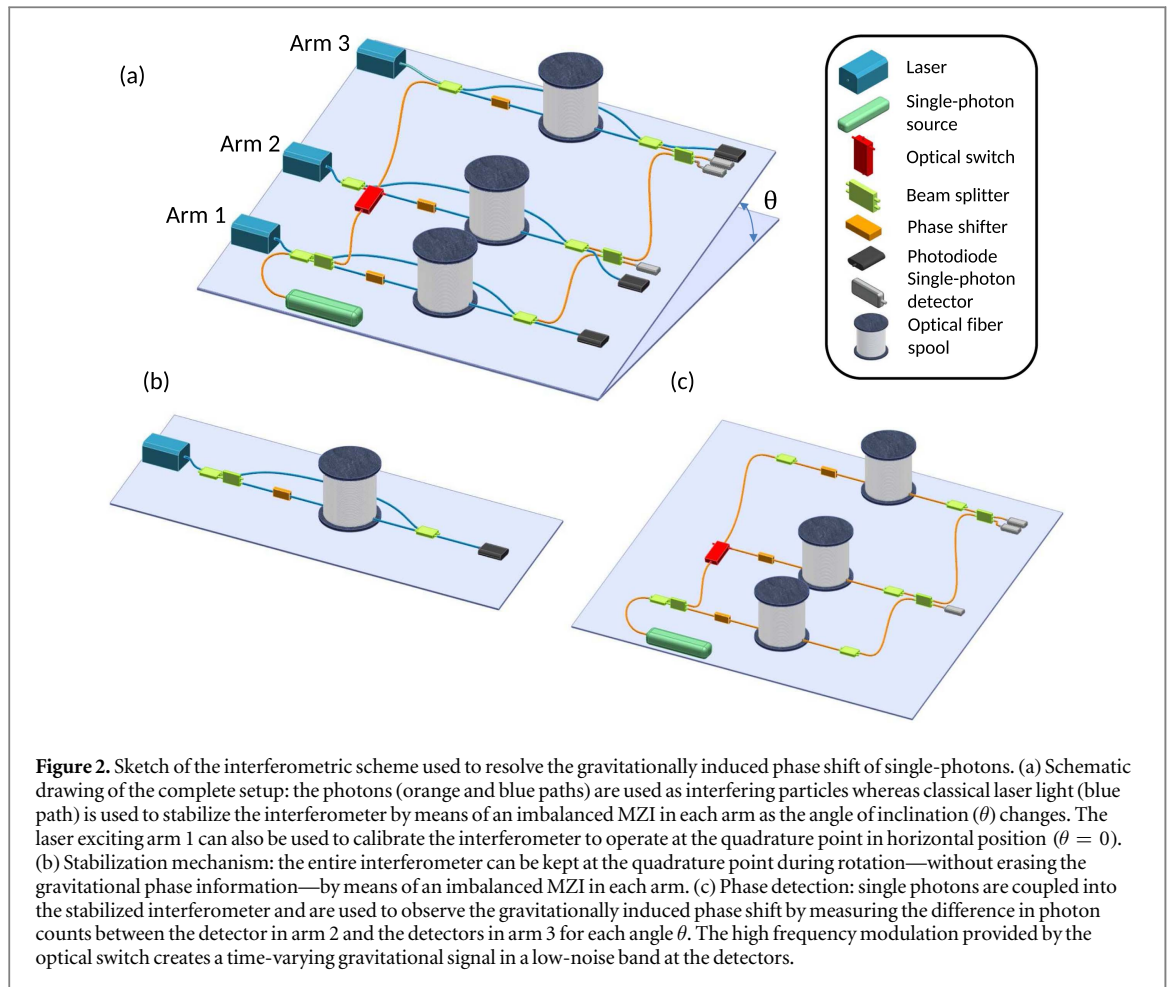 (a)
Arm 3
Arm 2
Arm 1
θ
Laser
Single-photon
source
Optical switch
Beam splitter
Phase shifter
Photodiode
Single-photon
detector
Optical fiber
spool
(b)
(c)
Figure 2. Sketch of the interferometric scheme used to resolve the gravitationally induced phase shift of single-photons. (a) Schematic
drawing of the complete setup: the photons (orange and blue paths) are used as interfering particles whereas classical laser light (blue
path) is used to stabilize the interferometer by means of an imbalanced MZI in each arm as the angle of inclination (θ) changes. The
laser exciting arm 1 can also be used to calibrate the interferometer to operate at the quadrature point in horizontal position (θ = 0).
(b) Stabilization mechanism: the entire interferometer can be kept at the quadrature point during rotation—without erasing the
gravitational phase information—by means of an imbalanced MZI in each arm. (c) Phase detection: single photons are coupled into
the stabilized interferometer and are used to observe the gravitationally induced phase shift by measuring the difference in photon
counts between the detector in arm 2 and the detectors in arm 3 for each angle θ. The high frequency modulation provided by the
optical switch creates a time-varying gravitational signal in a low-noise band at the detectors.